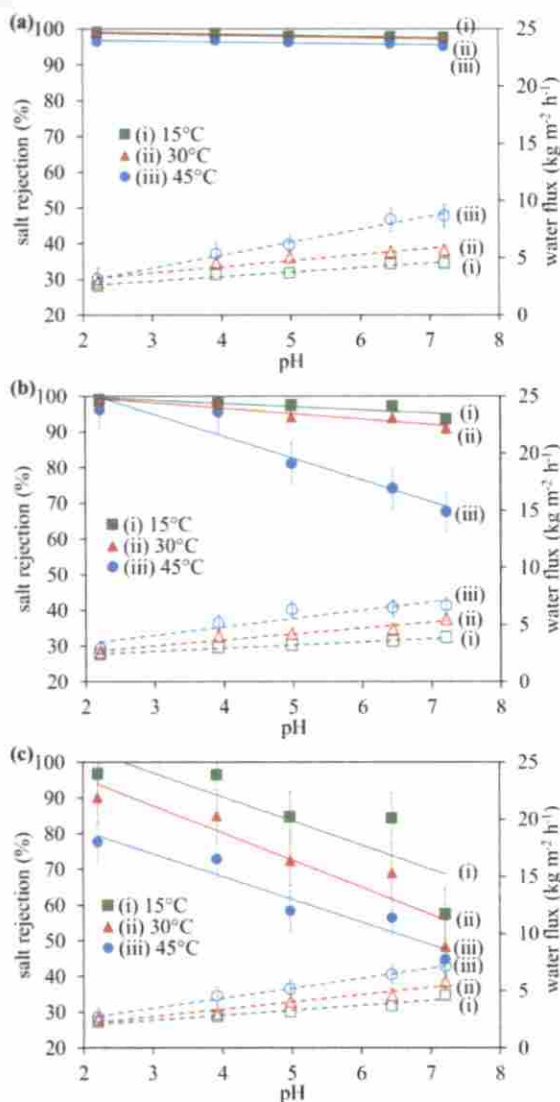 (a)
100
90
80
70
60
50
40
30
20
salt rejection (%)
(i)
(ii)
(iii)
(i) 15°C
(ii) 30°C
(iii) 45°C
(iii)
(ii)
(i)
25
20
15
10
5
0
water flux (kg m⁻² h⁻¹)
2 3 4 5 6 7 8
pH
(b)
100
90
80
70
60
50
40
30
20
salt rejection (%)
(i)
(ii)
(iii)
(i) 15°C
(ii) 30°C
(iii) 45°C
(iii)
(ii)
(i)
25
20
15
10
5
0
water flux (kg m⁻² h⁻¹)
2 3 4 5 6 7 8
pH
(c)
100
90
80
70
60
50
40
30
20
salt rejection (%)
(i)
(ii)
(iii)
(i) 15°C
(ii) 30°C
(iii) 45°C
(iii)
(ii)
(i)
25
20
15
10
5
0
water flux (kg m⁻² h⁻¹)
2 3 4 5 6 7 8
pH